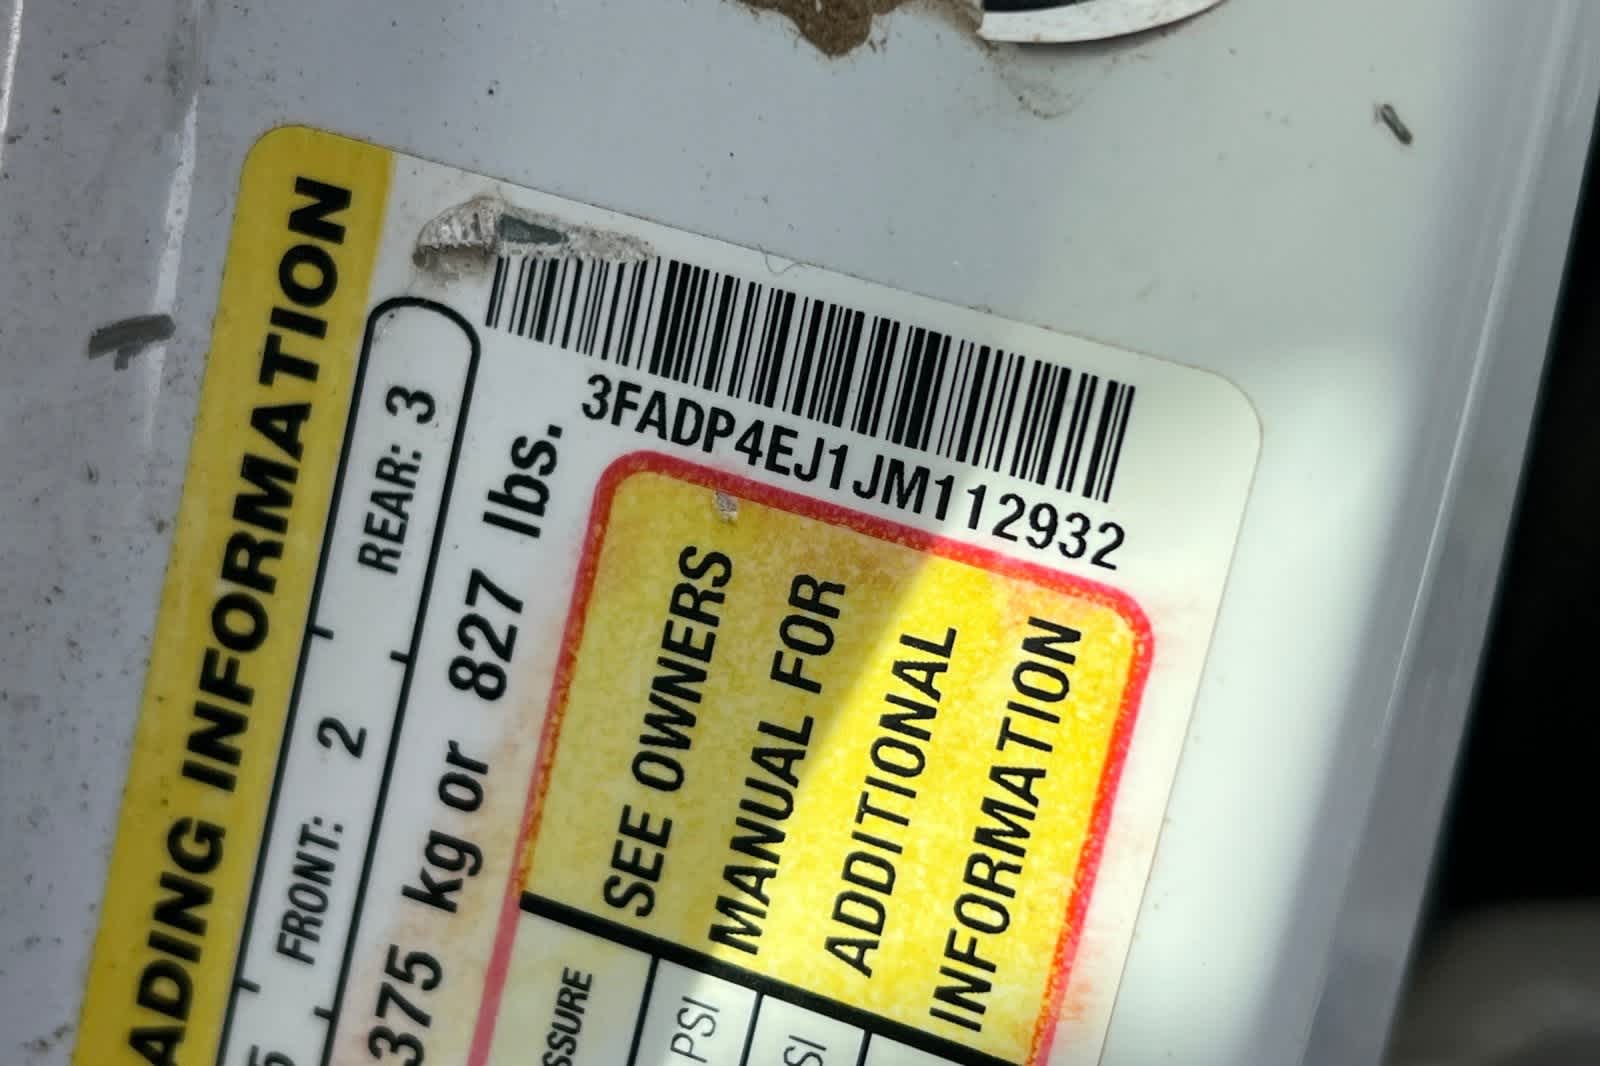 ADING INFORMATION
FRONT: 2 REAR: 3
375 kg or 827 lbs.
3FADP4EJ1JM112932
SSURE
PSI
SI
SEE OWNERS
MANUAL FOR
ADDITIONAL
INFORMATION